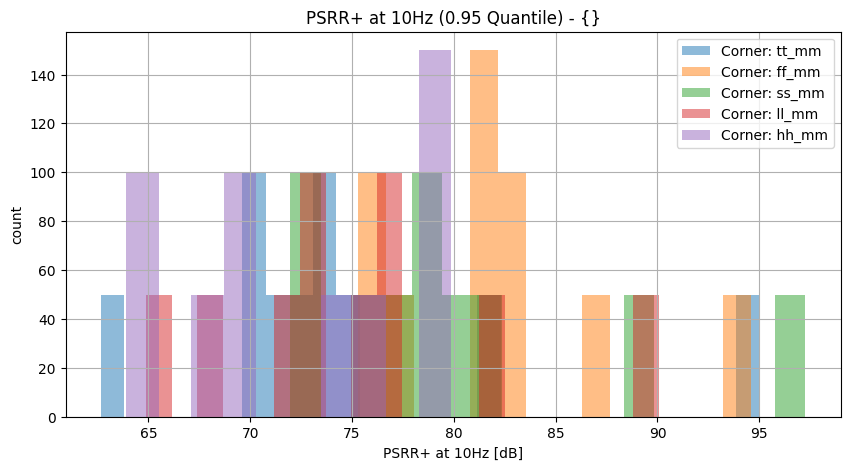 PSRR+ at 10Hz (0.95 Quantile) - {}
Corner: tt_mm
Corner: ff_mm
Corner: ss_mm
Corner: ll_mm
Corner: hh_mm
count
140
120
100
80
60
40
20
0
65 70 75 80 85 90 95
PSRR+ at 10Hz [dB]